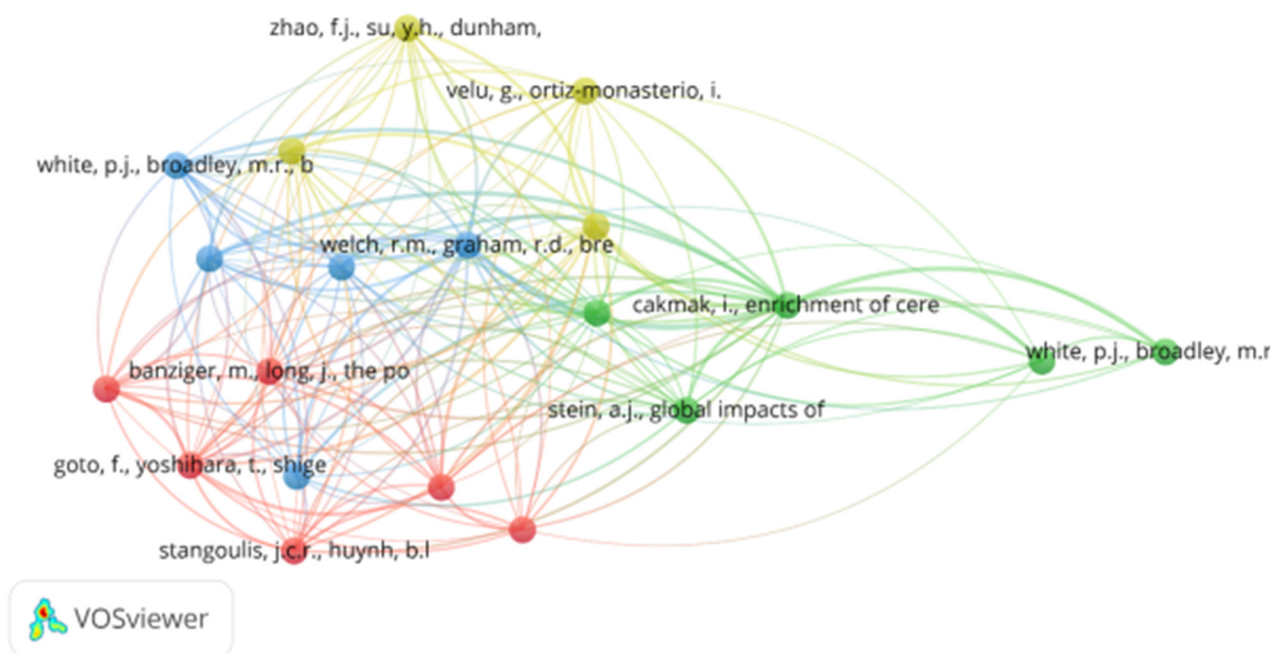 zhao, f.j., su, y.h., dunham,
velu, g., ortiz-monasterio, i.
white, p.j., broadley, m.r., b
welch, r.m., graham, r.d., bre
cakmak, i., enrichment of cere
white, p.j., broadley, m.r
banziger, m., long, j., the po
stein, a.j., global impacts of
goto, f., yoshihara, t., shige
stangoulis, j.c.r., huynh, b.l
VOSviewer